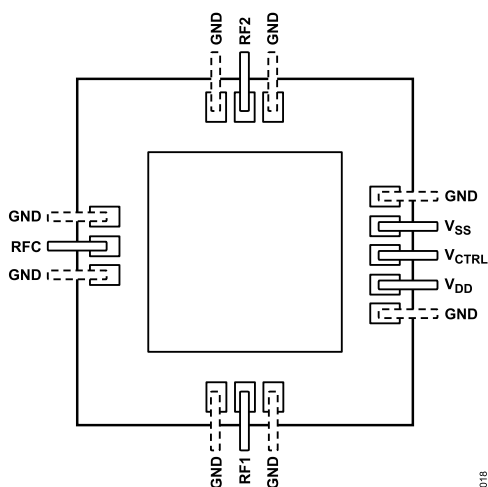 GND
RF2
GND
GND
RFC
GND
GND
VSS
VCTRL
VDD
GND
GND
RF1
GND
018